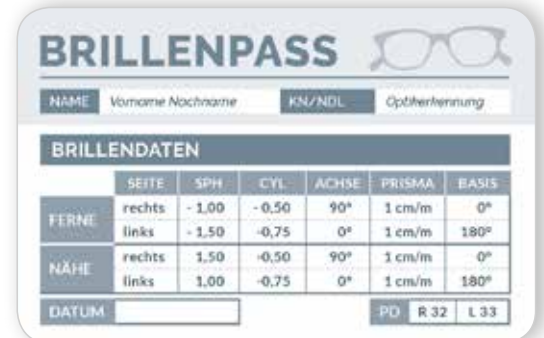 BRILLENPASS
NAME Vorname Nachname KN/NDL Optikerkennung
BRILLENDATEN
SEITE SPH CYL ACHSE PRISMA BASIS
FERNE
rechts - 1,00 - 0,50 90° 1 cm/m 0°
links - 1,50 -0,75 0° 1 cm/m 180°
NÄHE
rechts 1,50 -0,50 90° 1 cm/m 0°
links 1,00 -0,75 0° 1 cm/m 180°
DATUM PD R 32 L 33